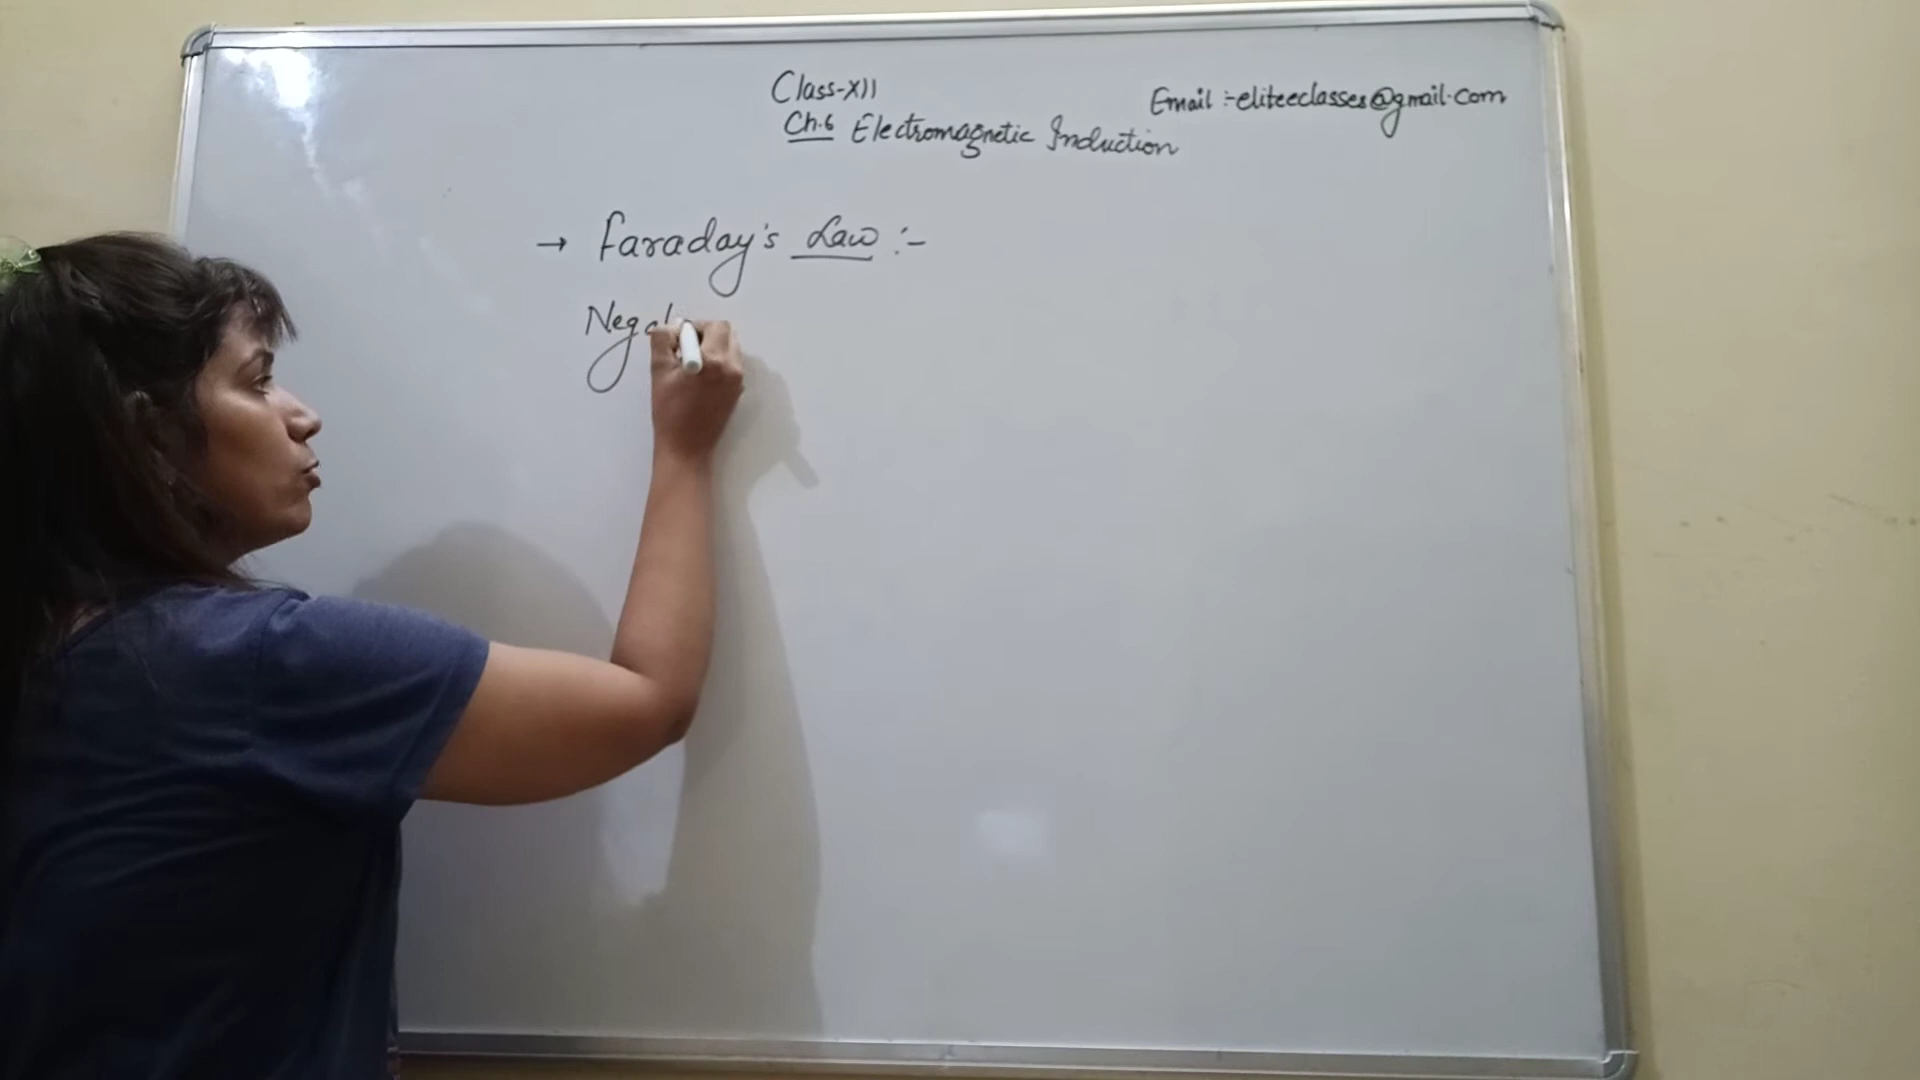 Class-XII
Email :- eliteeclasses@gmail.com
Ch.6 Electromagnetic Induction
→ Faraday's Law :-